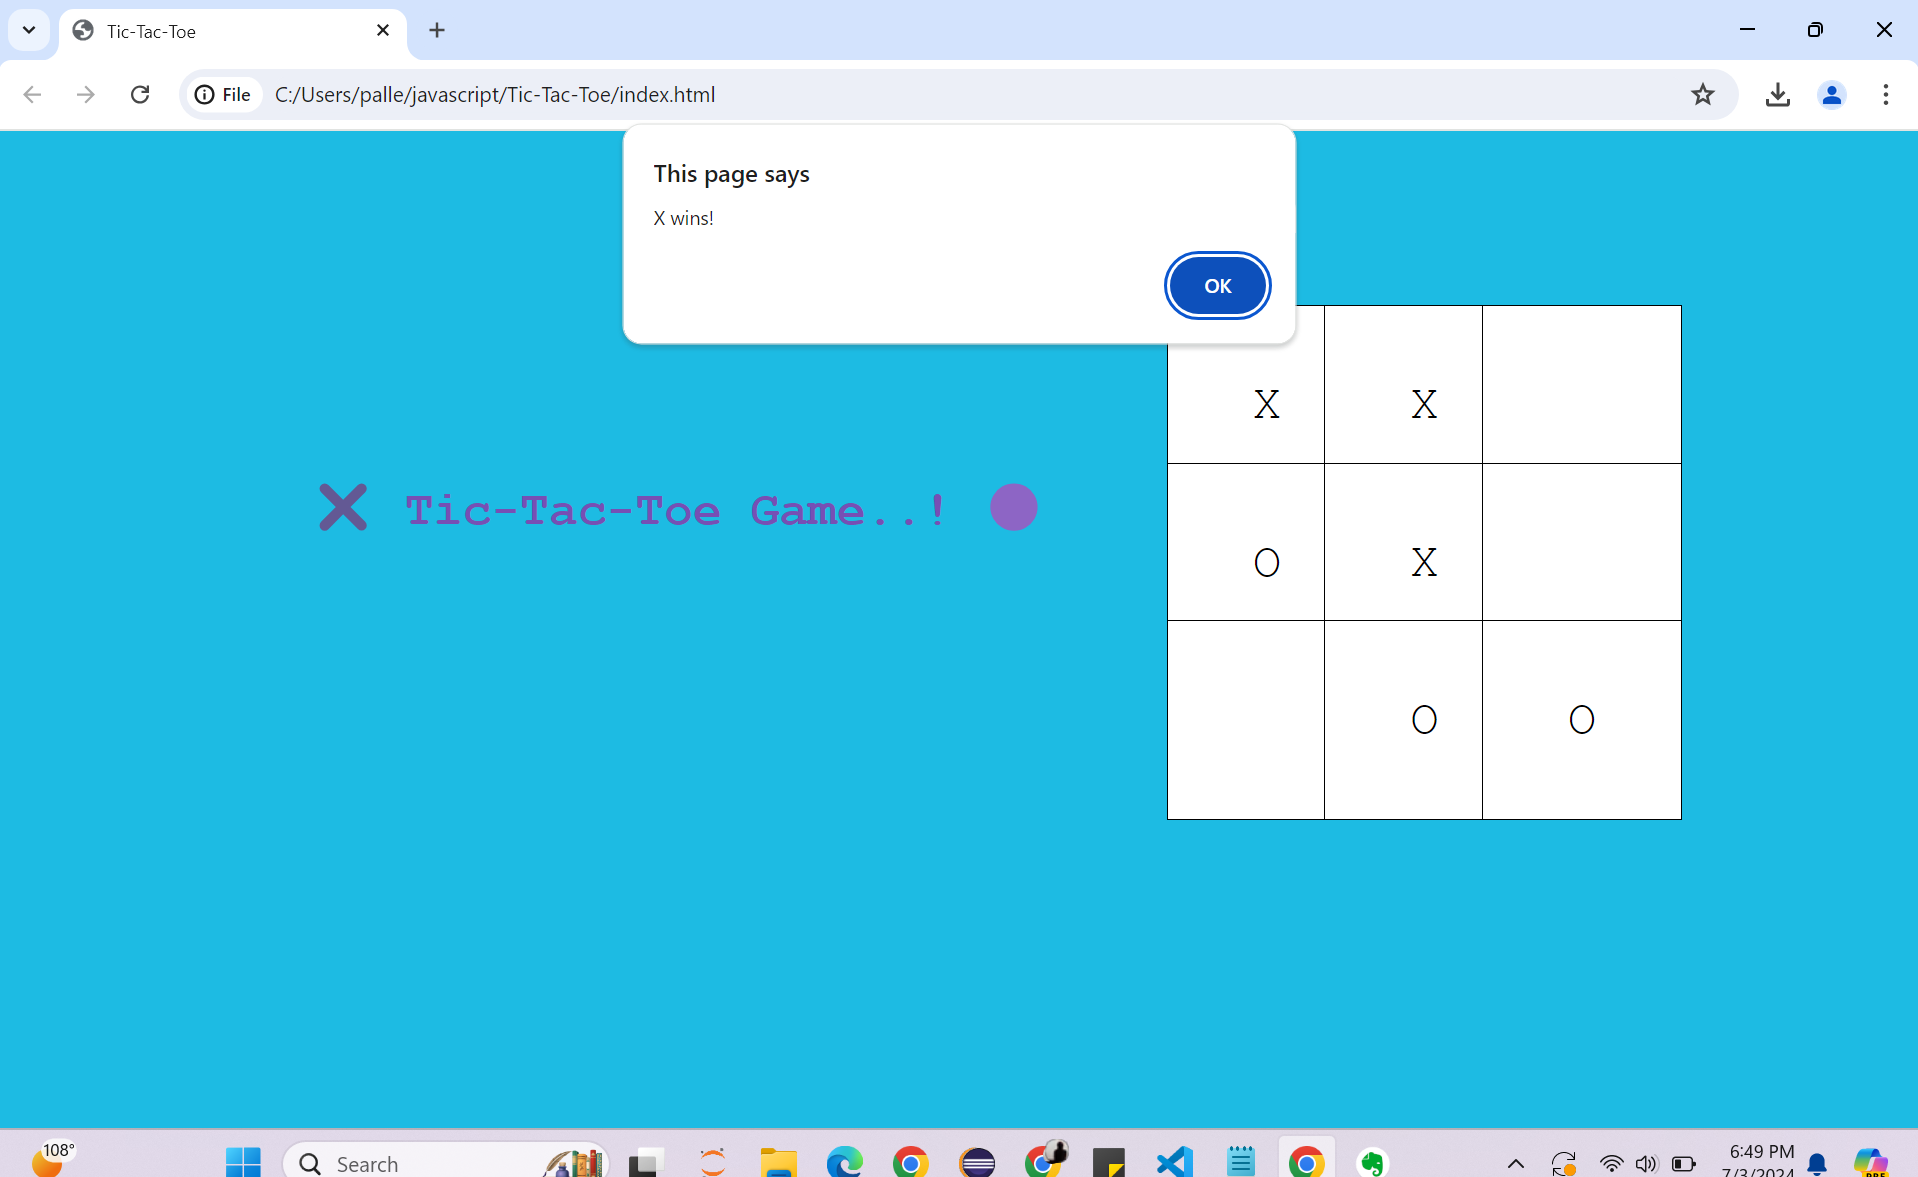 Tic-Tac-Toe
File C:/Users/palle/javascript/Tic-Tac-Toe/index.html
This page says
X wins!
OK
X X
Tic-Tac-Toe Game..!
O X
O O
108°
Search
6:49 PM
7/3/2024
PRE